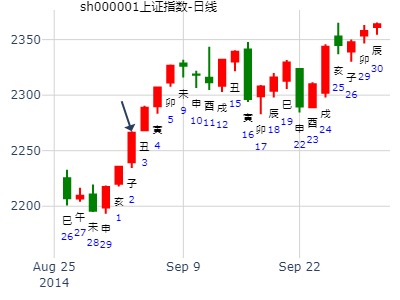 sh000001上证指数-日线
2350
2300
2250
2200
巳
26
午
27
未
28
申
29
亥
1
子
2
丑
3
寅
4
卯
5
未
9
申
10
酉
11
戌
12
丑
15
寅
16
卯
17
辰
18
巳
19
申
22
酉
23
戌
24
亥
25
子
26
卯
29
辰
30
Aug 25
2014
Sep 9
Sep 22